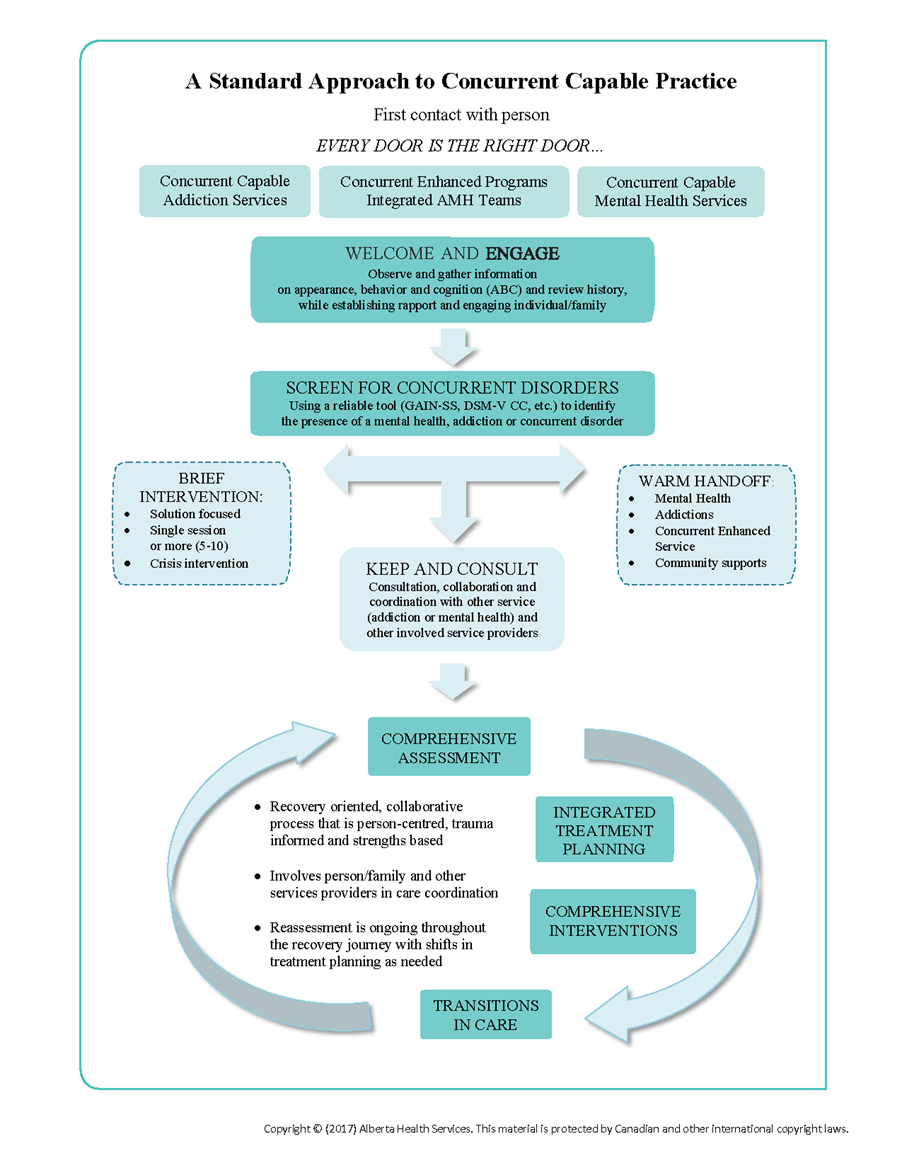 A Standard Approach to Concurrent Capable Practice
First contact with person
EVERY DOOR IS THE RIGHT DOOR…
Concurrent Capable
Addiction Services
Concurrent Enhanced Programs
Integrated AMH Teams
Concurrent Capable
Mental Health Services
WELCOME AND ENGAGE
Observe and gather information
on appearance, behavior and cognition (ABC) and review history,
while establishing rapport and engaging individual/family
SCREEN FOR CONCURRENT DISORDERS
Using a reliable tool (GAIN-SS, DSM-V CC, etc.) to identify
the presence of a mental health, addiction or concurrent disorder
BRIEF
INTERVENTION:
• Solution focused
• Single session
or more (5-10)
• Crisis intervention
WARM HANDOFF:
• Mental Health
• Addictions
• Concurrent Enhanced
Service
• Community supports
KEEP AND CONSULT
Consultation, collaboration and
coordination with other service
(addiction or mental health) and
other involved service providers
COMPREHENSIVE
ASSESSMENT
• Recovery oriented, collaborative
process that is person-centred, trauma
informed and strengths based
• Involves person/family and other
services providers in care coordination
• Reassessment is ongoing throughout
the recovery journey with shifts in
treatment planning as needed
INTEGRATED
TREATMENT
PLANNING
COMPREHENSIVE
INTERVENTIONS
TRANSITIONS
IN CARE
Copyright © (2017) Alberta Health Services. This material is protected by Canadian and other international copyright laws.